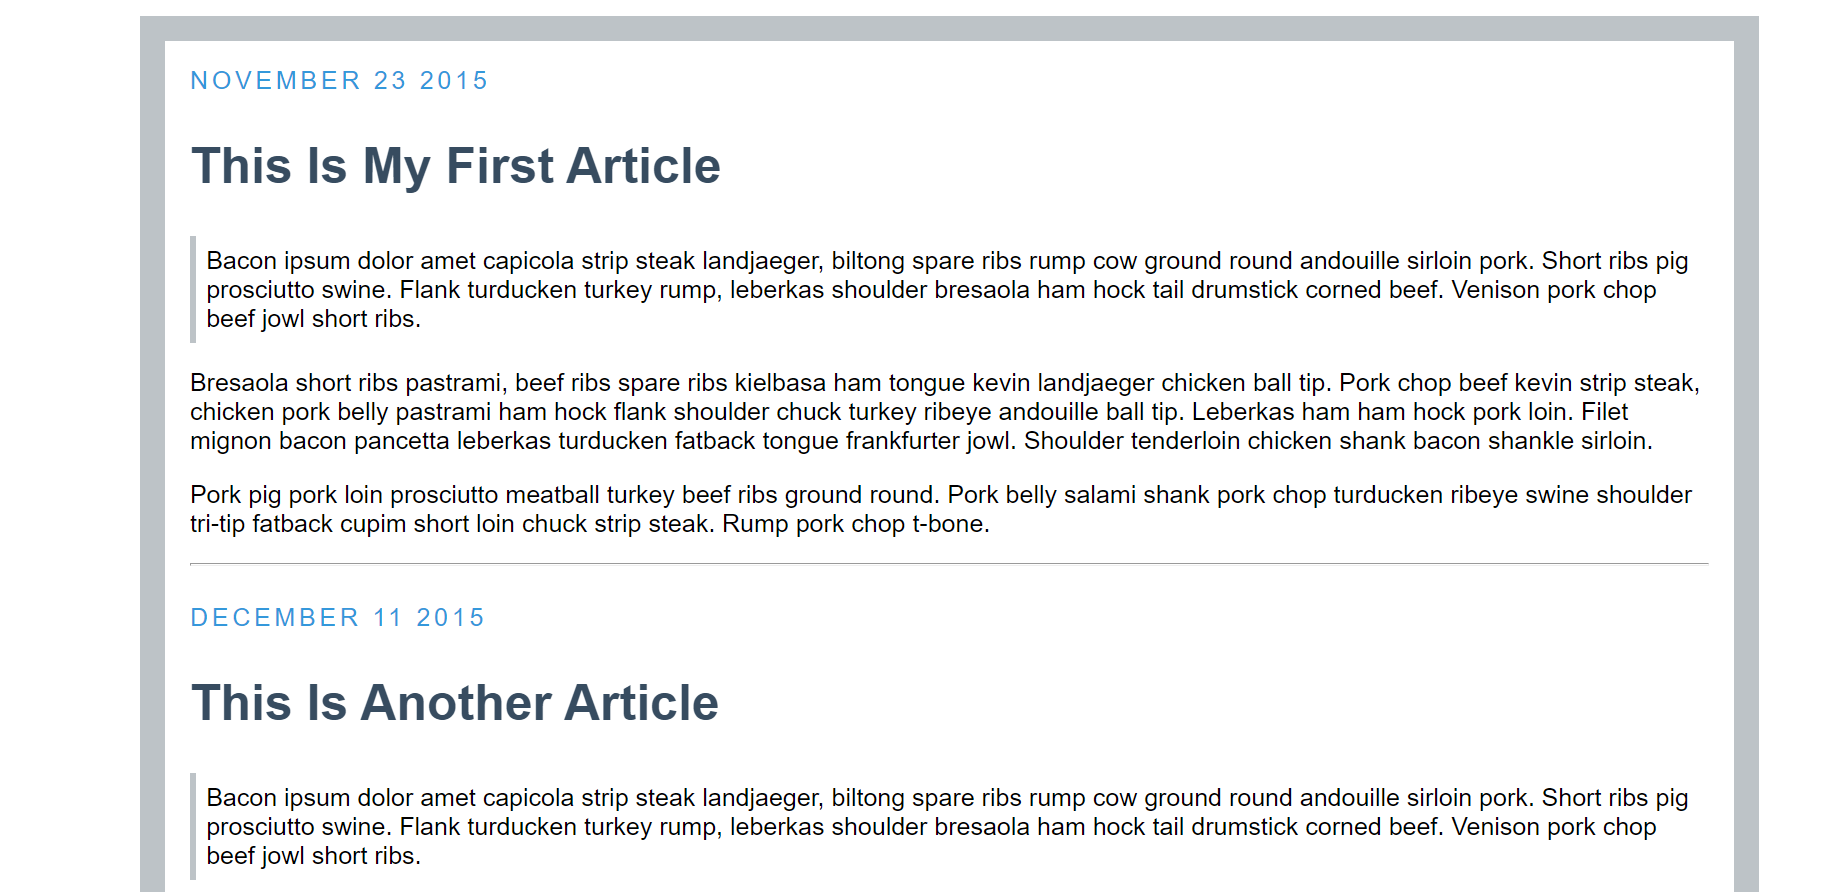 NOVEMBER 23 2015
This Is My First Article
Bacon ipsum dolor amet capicola strip steak landjaeger, biltong spare ribs rump cow ground round andouille sirloin pork. Short ribs pig
prosciutto swine. Flank turducken turkey rump, leberkas shoulder bresaola ham hock tail drumstick corned beef. Venison pork chop
beef jowl short ribs.
Bresaola short ribs pastrami, beef ribs spare ribs kielbasa ham tongue kevin landjaeger chicken ball tip. Pork chop beef kevin strip steak,
chicken pork belly pastrami ham hock flank shoulder chuck turkey ribeye andouille ball tip. Leberkas ham ham hock pork loin. Filet
mignon bacon pancetta leberkas turducken fatback tongue frankfurter jowl. Shoulder tenderloin chicken shank bacon shankle sirloin.
Pork pig pork loin prosciutto meatball turkey beef ribs ground round. Pork belly salami shank pork chop turducken ribeye swine shoulder
tri-tip fatback cupim short loin chuck strip steak. Rump pork chop t-bone.
DECEMBER 11 2015
This Is Another Article
Bacon ipsum dolor amet capicola strip steak landjaeger, biltong spare ribs rump cow ground round andouille sirloin pork. Short ribs pig
prosciutto swine. Flank turducken turkey rump, leberkas shoulder bresaola ham hock tail drumstick corned beef. Venison pork chop
beef jowl short ribs.